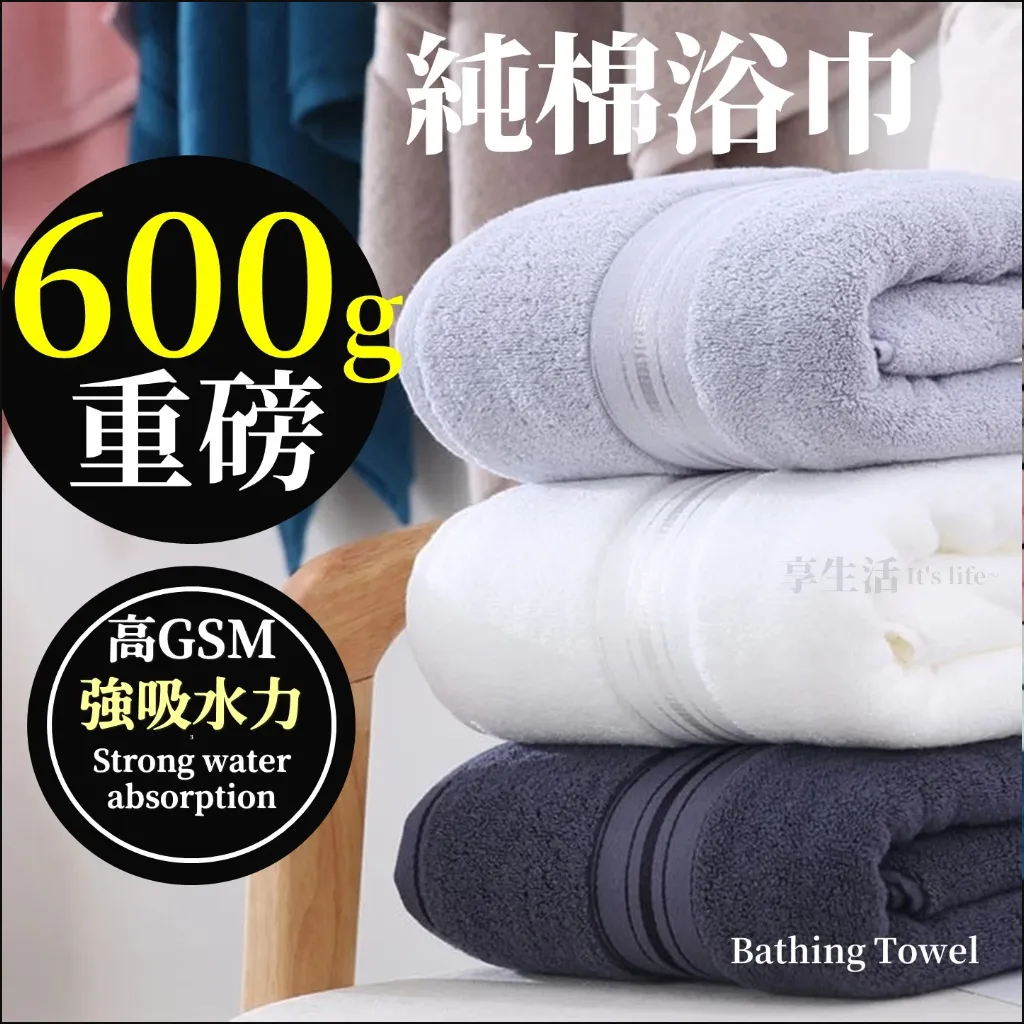 純棉浴巾
600g
重磅
享生活 It's life~
高GSM
強吸水力
3
Strong water
absorption
Bathing Towel